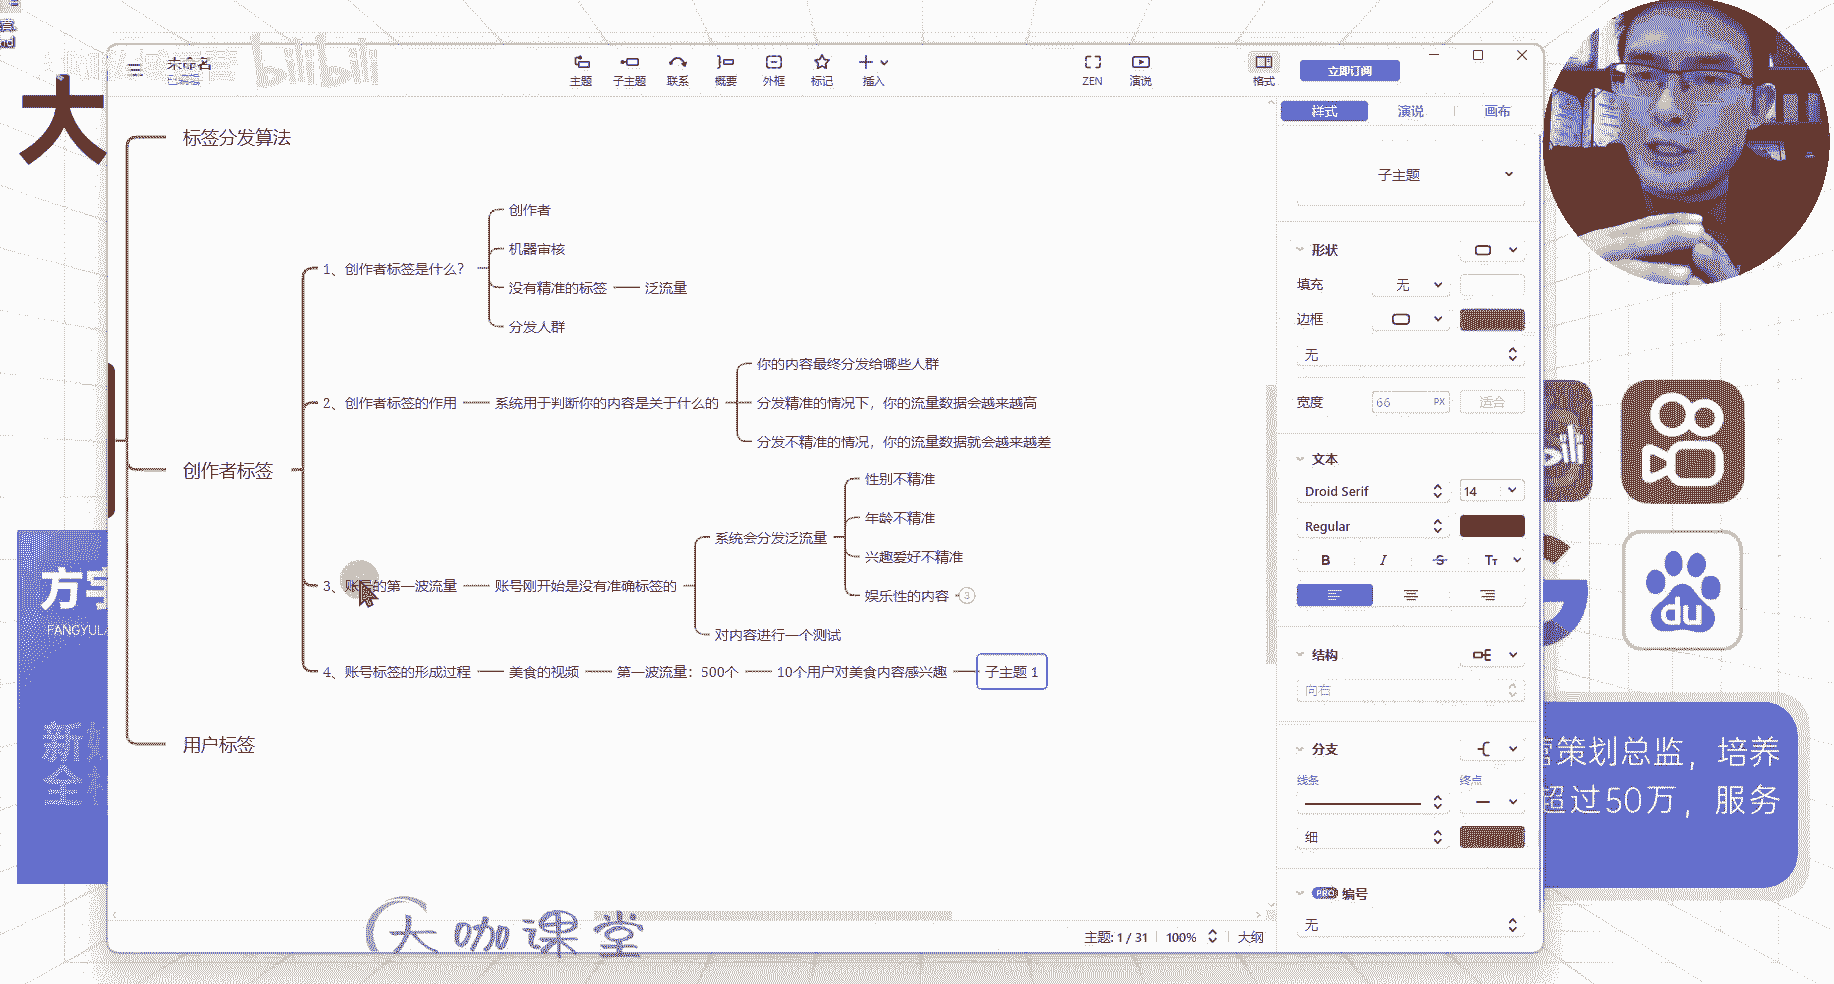 未命名
已编辑
bilibili
主题
子主题
联系
概要
外框
标记
插入
ZEN
演说
格式
立即订阅
样式
演说
画布
大
标签分发算法
创作者标签
1、创作者标签是什么?
创作者
机器审核
没有精准的标签
泛流量
分发人群
2、创作者标签的作用
系统用于判断你的内容是关于什么的
你的内容最终分发给哪些人群
分发精准的情况下，你的流量数据会越来越高
分发不精准的情况，你的流量数据就会越来越差
3、账号的第一波流量
账号刚开始是没有准确标签的
系统会分发泛流量
性别不精准
年龄不精准
兴趣爱好不精准
娱乐性的内容
3
对内容进行一个测试
4、账号标签的形成过程
美食的视频
第一波流量：500个
10个用户对美食内容感兴趣
子主题 1
用户标签
子主题
形状
填充
无
边框
无
宽度
66
PX
适合
文本
Droid Serif
14
Regular
B
I
S
TT
结构
向右
分支
线条
终点
细
PRO
编号
无
主题: 1 / 31
100%
大纲
方宇
FANGYU
新
全
du
营策划总监，培养
超过50万，服务
大咖课堂